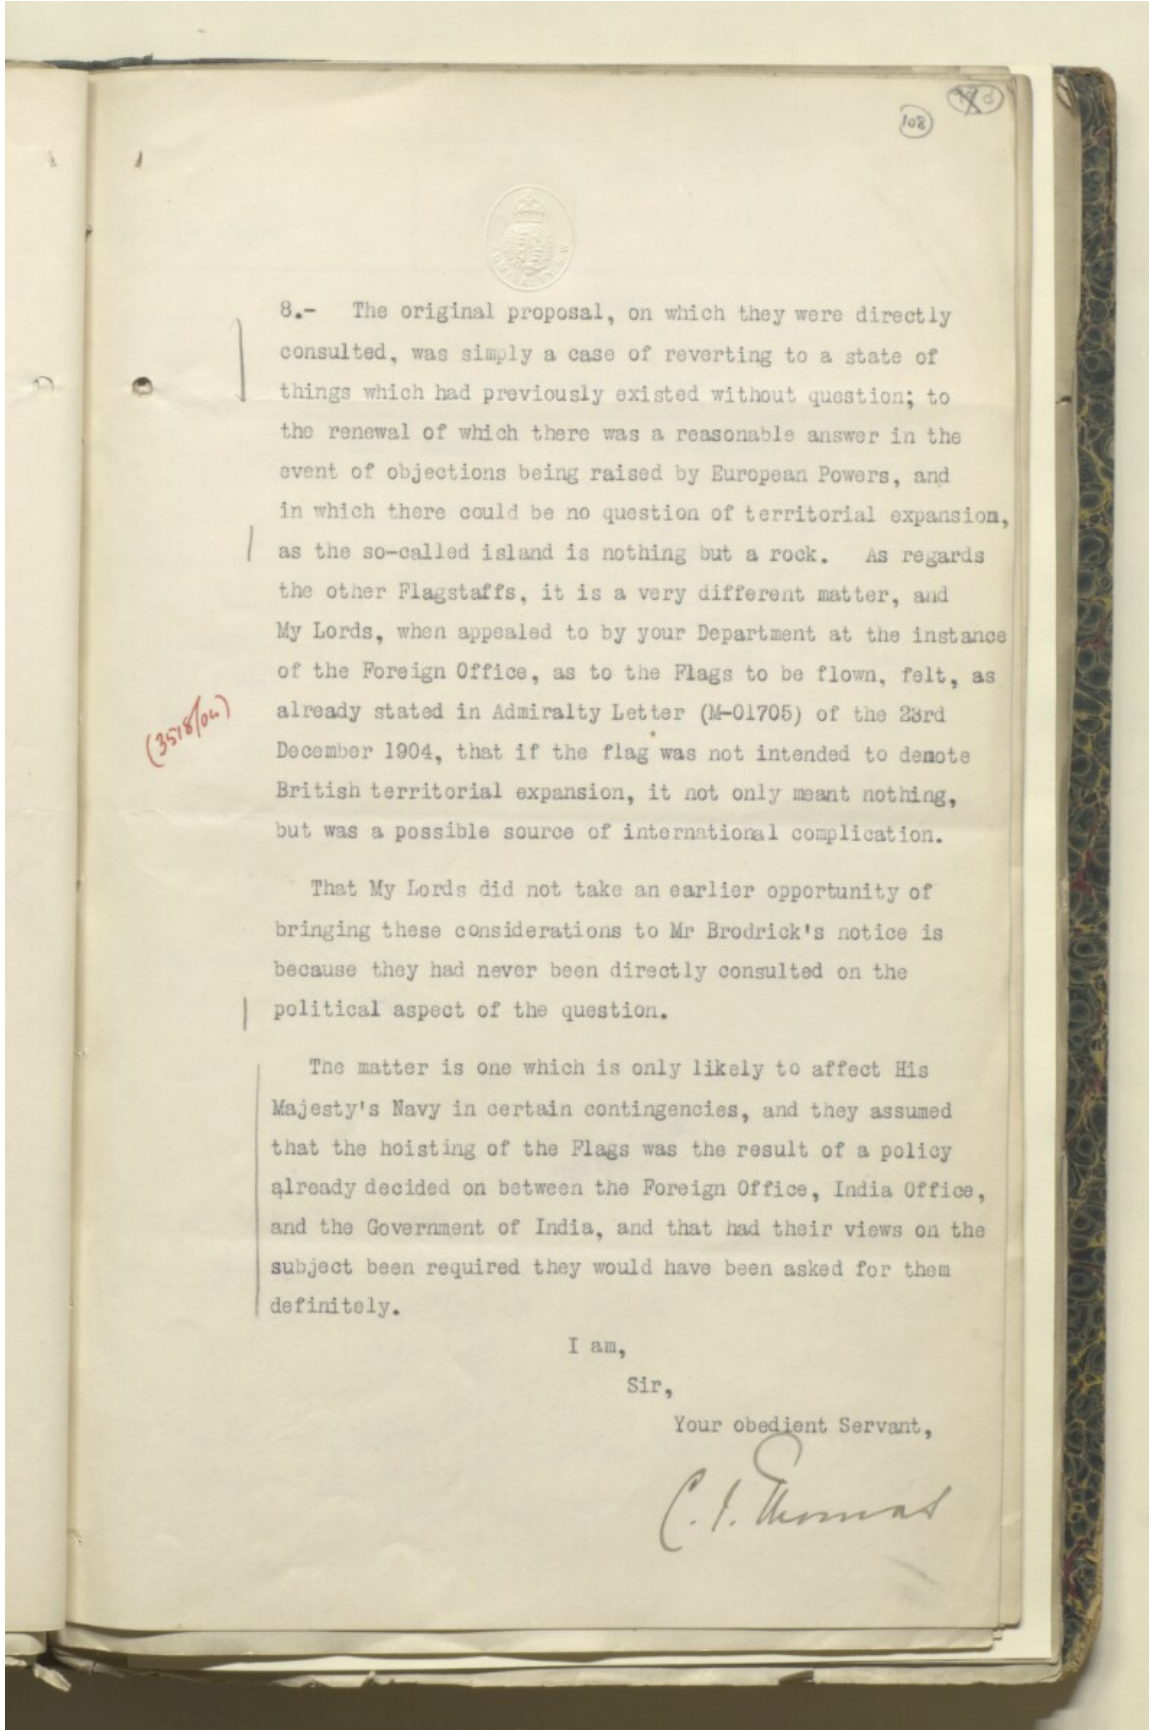 108
8.- The original proposal, on which they were directly
consulted, was simply a case of reverting to a state of
things which had previously existed without question; to
the renewal of which there was a reasonable answer in the
event of objections being raised by European Powers, and
in which there could be no question of territorial expansion,
as the so-called island is nothing but a rock. As regards
the other Flagstaffs, it is a very different matter, and
My Lords, when appealed to by your Department at the instance
of the Foreign Office, as to the Flags to be flown, felt, as
already stated in Admiralty Letter (M-01705) of the 23rd
(3518/04)
December 1904, that if the flag was not intended to denote
British territorial expansion, it not only meant nothing,
but was a possible source of international complication.
That My Lords did not take an earlier opportunity of
bringing these considerations to Mr Brodrick's notice is
because they had never been directly consulted on the
political aspect of the question.
The matter is one which is only likely to affect His
Majesty's Navy in certain contingencies, and they assumed
that the hoisting of the Flags was the result of a policy
already decided on between the Foreign Office, India Office,
and the Government of India, and that had their views on the
subject been required they would have been asked for them
definitely.
I am,
Sir,
Your obedient Servant,
C. I. Thomas